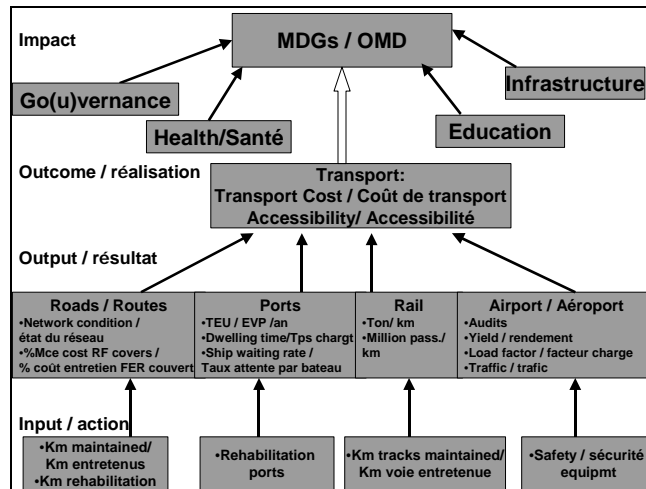 Impact
MDGs / OMD
Infrastructure
Go(u)vernance
Health/Santé
Education
Outcome / réalisation
Transport:
Transport Cost / Coût de transport
Accessibility/ Accessibilité
Output / résultat
Roads / Routes
•Network condition /
état du réseau
•%Mce cost RF covers /
% coût entretien FER couvert
Ports
•TEU / EVP /an
•Dwelling time/Tps chargt
•Ship waiting rate /
Taux attente par bateau
Rail
•Ton/ km
•Million pass./
km
Airport / Aéroport
•Audits
•Yield / rendement
•Load factor / facteur charge
•Traffic / trafic
Input / action
•Km maintained/
Km entretenus
•Km rehabilitation
•Rehabilitation
ports
•Km tracks maintained/
Km voie entretenue
•Safety / sécurité
equipmt